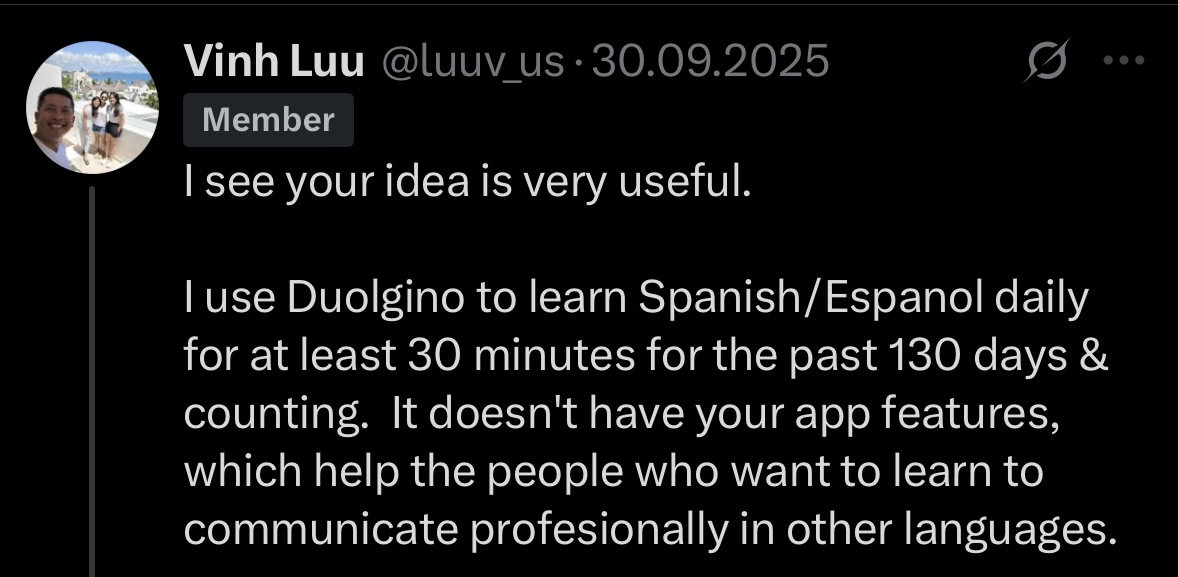 Vinh Luu @luuv_us · 30.09.2025
Member
I see your idea is very useful.
I use Duolgino to learn Spanish/Espanol daily
for at least 30 minutes for the past 130 days &
counting.  It doesn't have your app features,
which help the people who want to learn to
communicate profesionally in other languages.